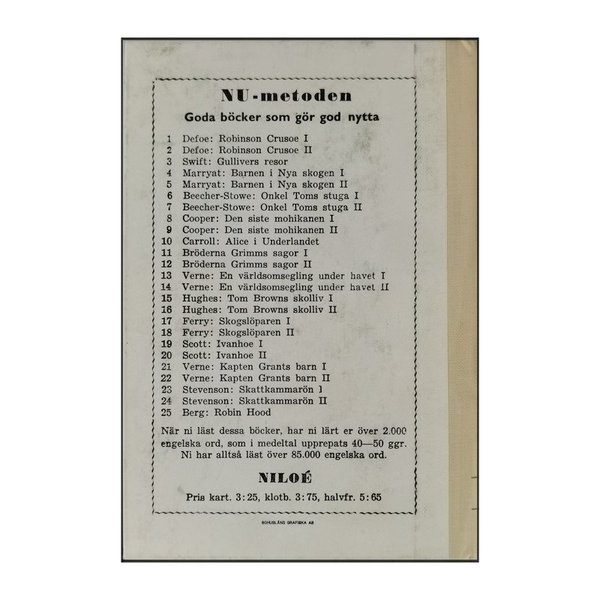 NU-metoden
Goda böcker som gör god nytta
1 Defoe: Robinson Crusoe I
2 Defoe: Robinson Crusoe II
3 Swift: Gullivers resor
4 Marryat: Barnen i Nya skogen I
5 Marryat: Barnen i Nya skogen II
6 Beecher-Stowe: Onkel Toms stuga I
7 Beecher-Stowe: Onkel Toms stuga II
8 Cooper: Den siste mohikanen I
9 Cooper: Den siste mohikanen II
10 Carroll: Alice i Underlandet
11 Bröderna Grimms sagor I
12 Bröderna Grimms sagor II
13 Verne: En världsomsegling under havet I
14 Verne: En världsomsegling under havet II
15 Hughes: Tom Browns skolliv I
16 Hughes: Tom Browns skolliv II
17 Ferry: Skogslöparen I
18 Ferry: Skogslöparen II
19 Scott: Ivanhoe I
20 Scott: Ivanhoe II
21 Verne: Kapten Grants barn I
22 Verne: Kapten Grants barn II
23 Stevenson: Skattkammarön I
24 Stevenson: Skattkammarön II
25 Berg: Robin Hood
När ni läst dessa böcker, har ni lärt er över 2.000
engelska ord, som i medeltal upprepats 40—50 ggr.
Ni har alltså läst över 85.000 engelska ord.
NILOÉ
Pris kart. 3:25, klotb. 3:75, halvfr. 5:65
BOHUSLÄNS GRAFISKA AB